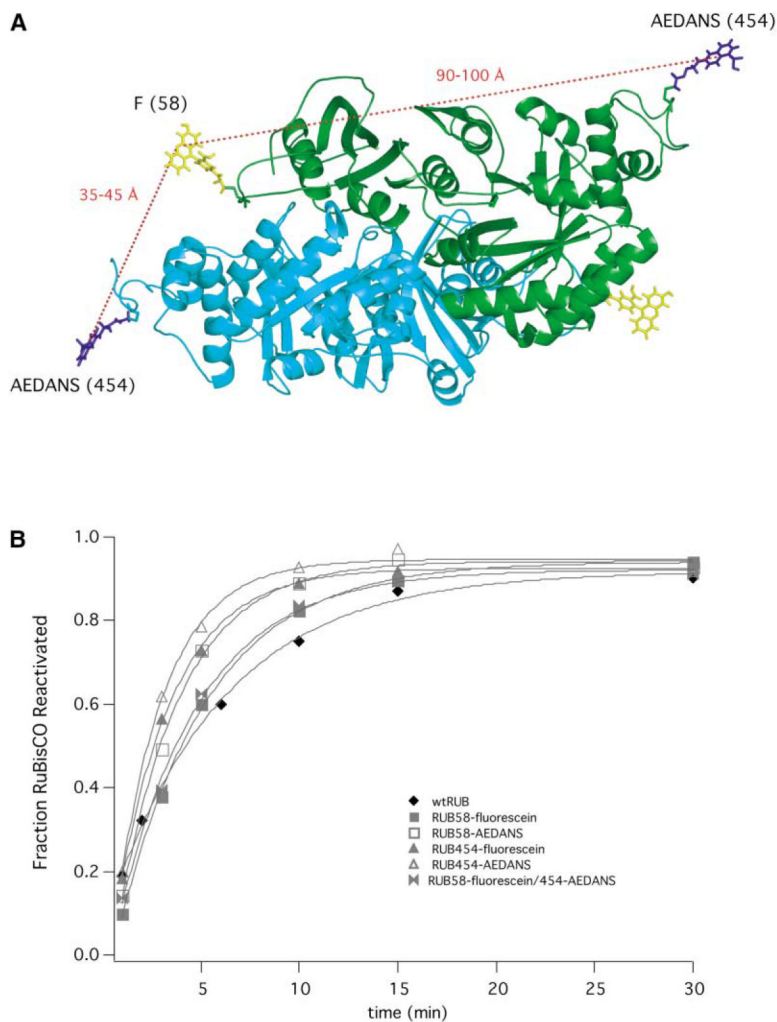 A
AEDANS (454)
90-100 Å
F (58)
35-45 Å
AEDANS (454)
B
Fraction RuBisCO Reactivated
1.0
0.8
0.6
0.4
0.2
0.0
wtRUB
RUB58-fluorescein
RUB58-AEDANS
RUB454-fluorescein
RUB454-AEDANS
RUB58-fluorescein/454-AEDANS
5 10 15 20 25 30
time (min)